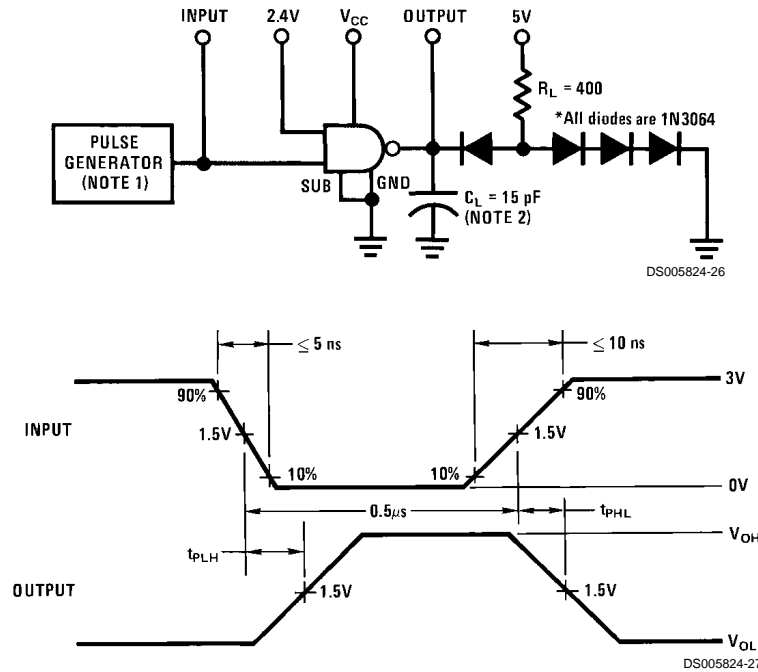 INPUT 2.4V VCC OUTPUT 5V
RL = 400
*All diodes are 1N3064
PULSE
GENERATOR
(NOTE 1)
SUB GND
CL = 15 pF
(NOTE 2)
DS005824-26
≤ 5 ns ≤ 10 ns
90% 90% 3V
INPUT 1.5V 1.5V
10% 10%
0V
0.5μs tPHL
VOH
tPLH
OUTPUT 1.5V 1.5V
VOL
DS005824-27